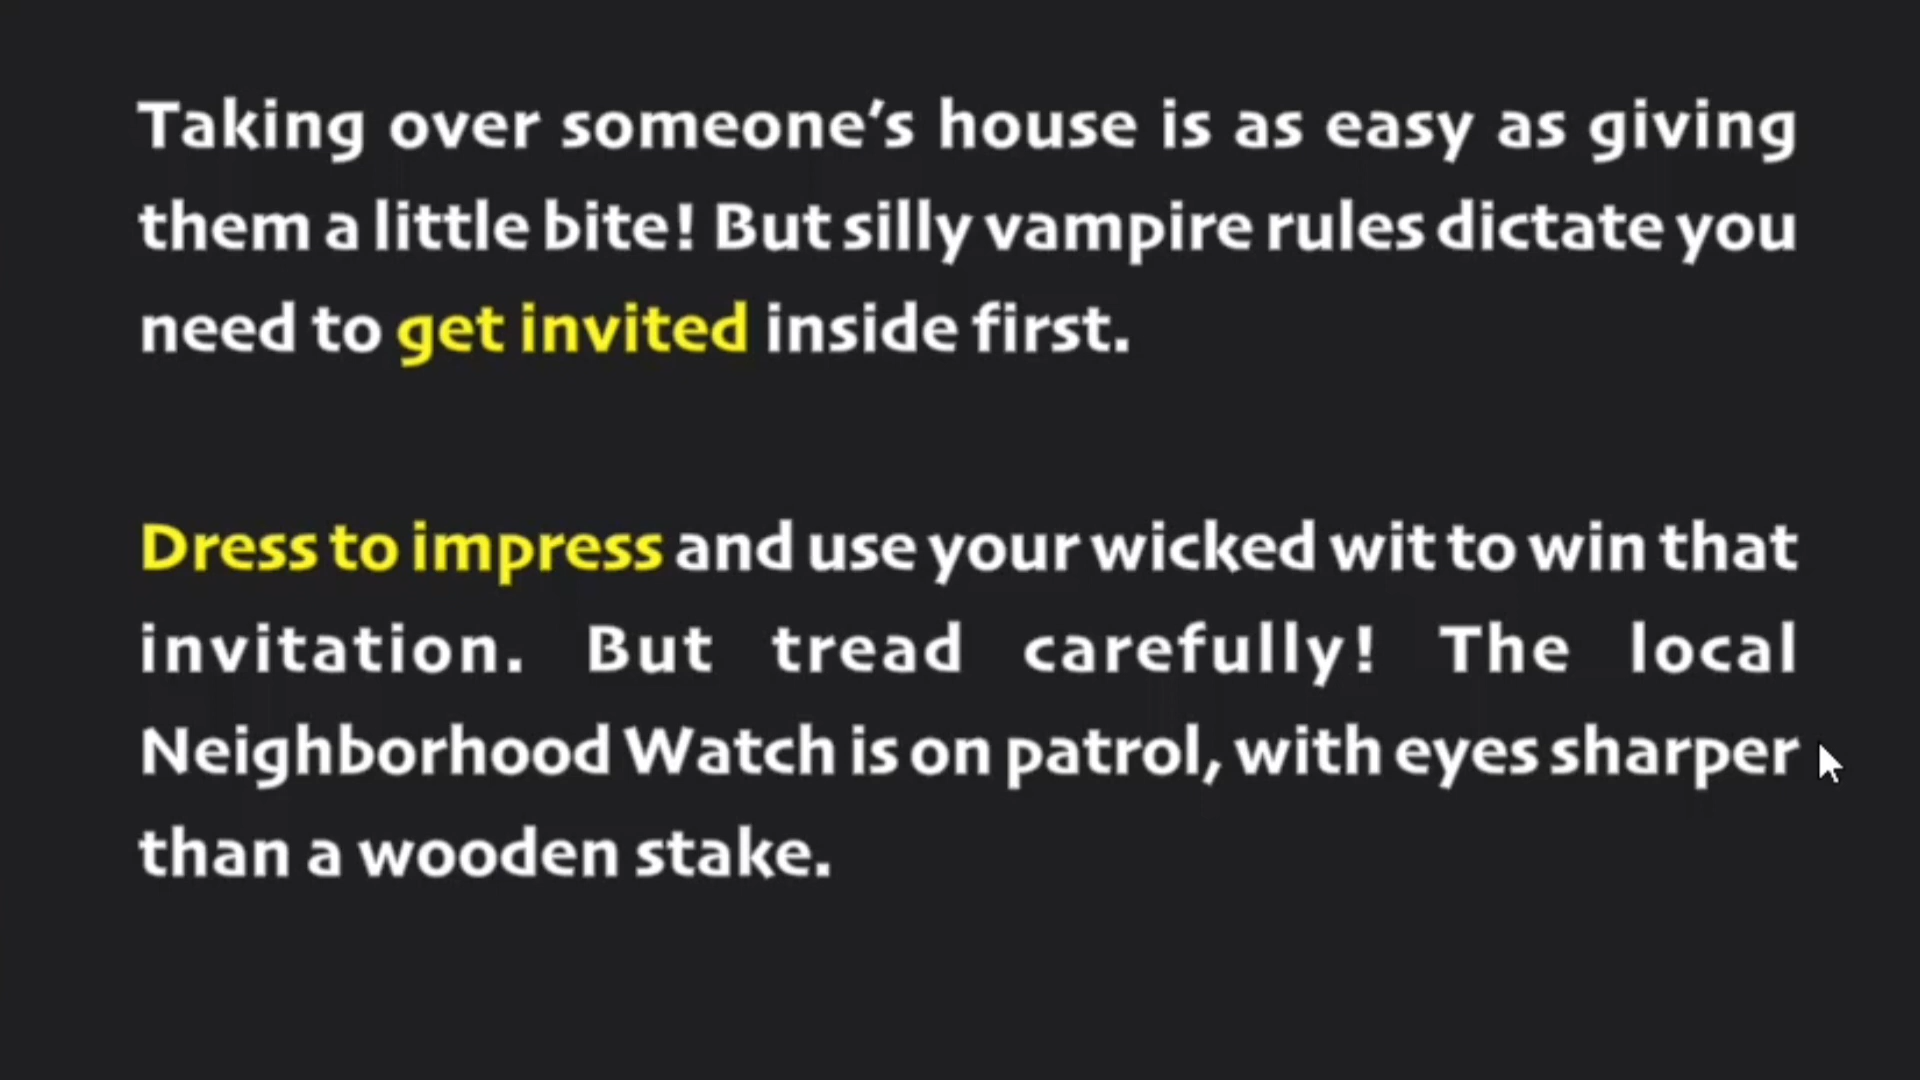 Taking over someone’s house is as easy as giving
them a little bite! But silly vampire rules dictate you
need to get invited inside first.
Dress to impress and use your wicked wit to win that
invitation. But tread carefully! The local
Neighborhood Watch is on patrol, with eyes sharper
than a wooden stake.